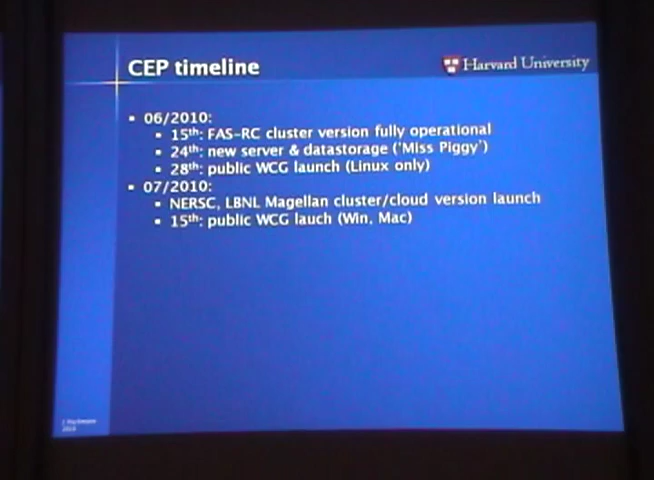 CEP timeline
Harvard University
▪ 06/2010:
▪ 15th: FAS-RC cluster version fully operational
▪ 24th: new server & datastorage ('Miss Piggy')
▪ 28th: public WCG launch (Linux only)
▪ 07/2010:
▪ NERSC, LBNL Magellan cluster/cloud version launch
▪ 15th: public WCG lauch (Win, Mac)